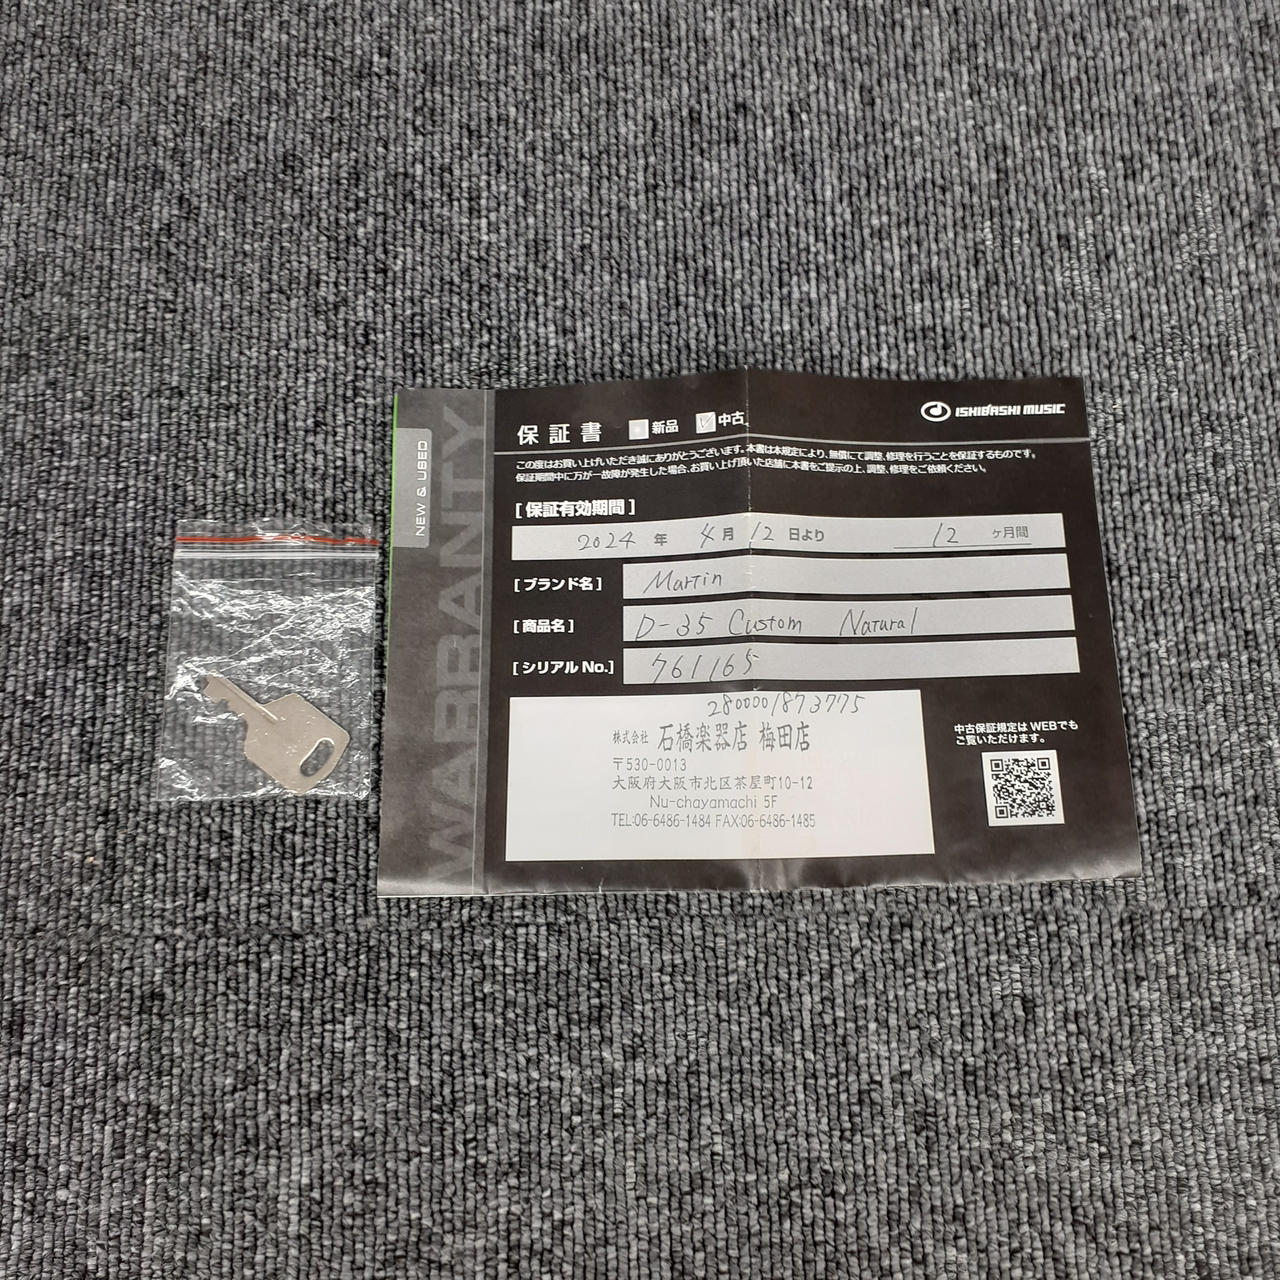 WARRANTY
NEW & USED
保証書 新品 ✓ 中古
ISHIBASHI MUSIC
この度はお買い上げいただき誠にありがとうございます。本書は本規定により、無償にて調整、修理を行うことを保証するものです。
保証期間中に万が一故障が発生した場合、お買い上げ頂いた店舗に本書をご提示の上、調整、修理をご依頼ください。
[保証有効期間]
2024 年 4 月 12 日より 12 ヶ月間
[ブランド名] Martin
[商品名] D-35 Custom Natural
[シリアル No.] 761165
2800001873775
株式会社 石橋楽器店 梅田店
〒530-0013
大阪府大阪市北区茶屋町10-12
Nu-chayamachi 5F
TEL:06-6486-1484 FAX:06-6486-1485
中古保証規定は WEBでも
ご覧いただけます。